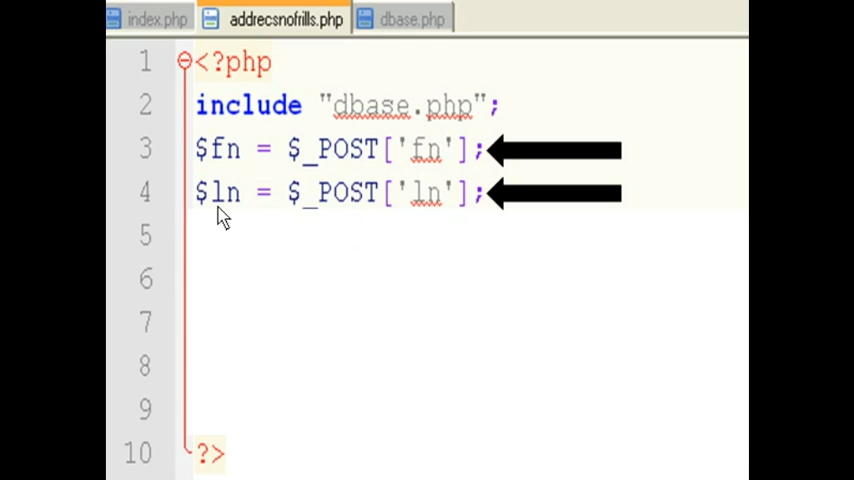 index.php addrecsnofrills.php dbase.php
1 <?php
2 include "dbase.php";
3 $fn = $_POST['fn'];
4 $ln = $_POST['ln'];
5
6
7
8
9
10 ?>